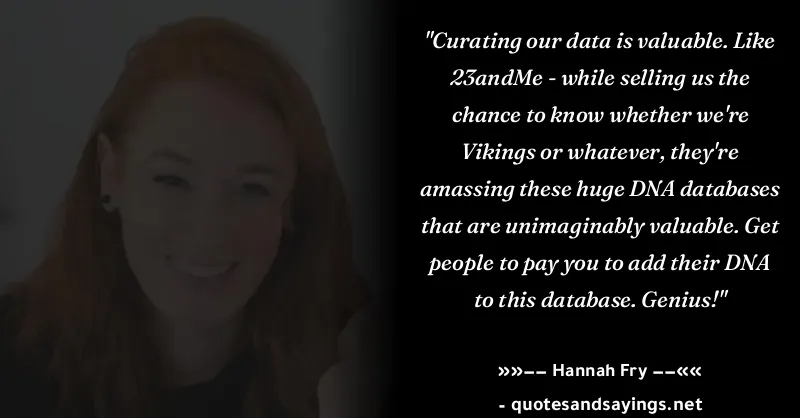 "Curating our data is valuable. Like
23andMe - while selling us the
chance to know whether we're
Vikings or whatever, they're
amassing these huge DNA databases
that are unimaginably valuable. Get
people to pay you to add their DNA
to this database. Genius!"
»»−− Hannah Fry −−««
- quotesandsayings.net